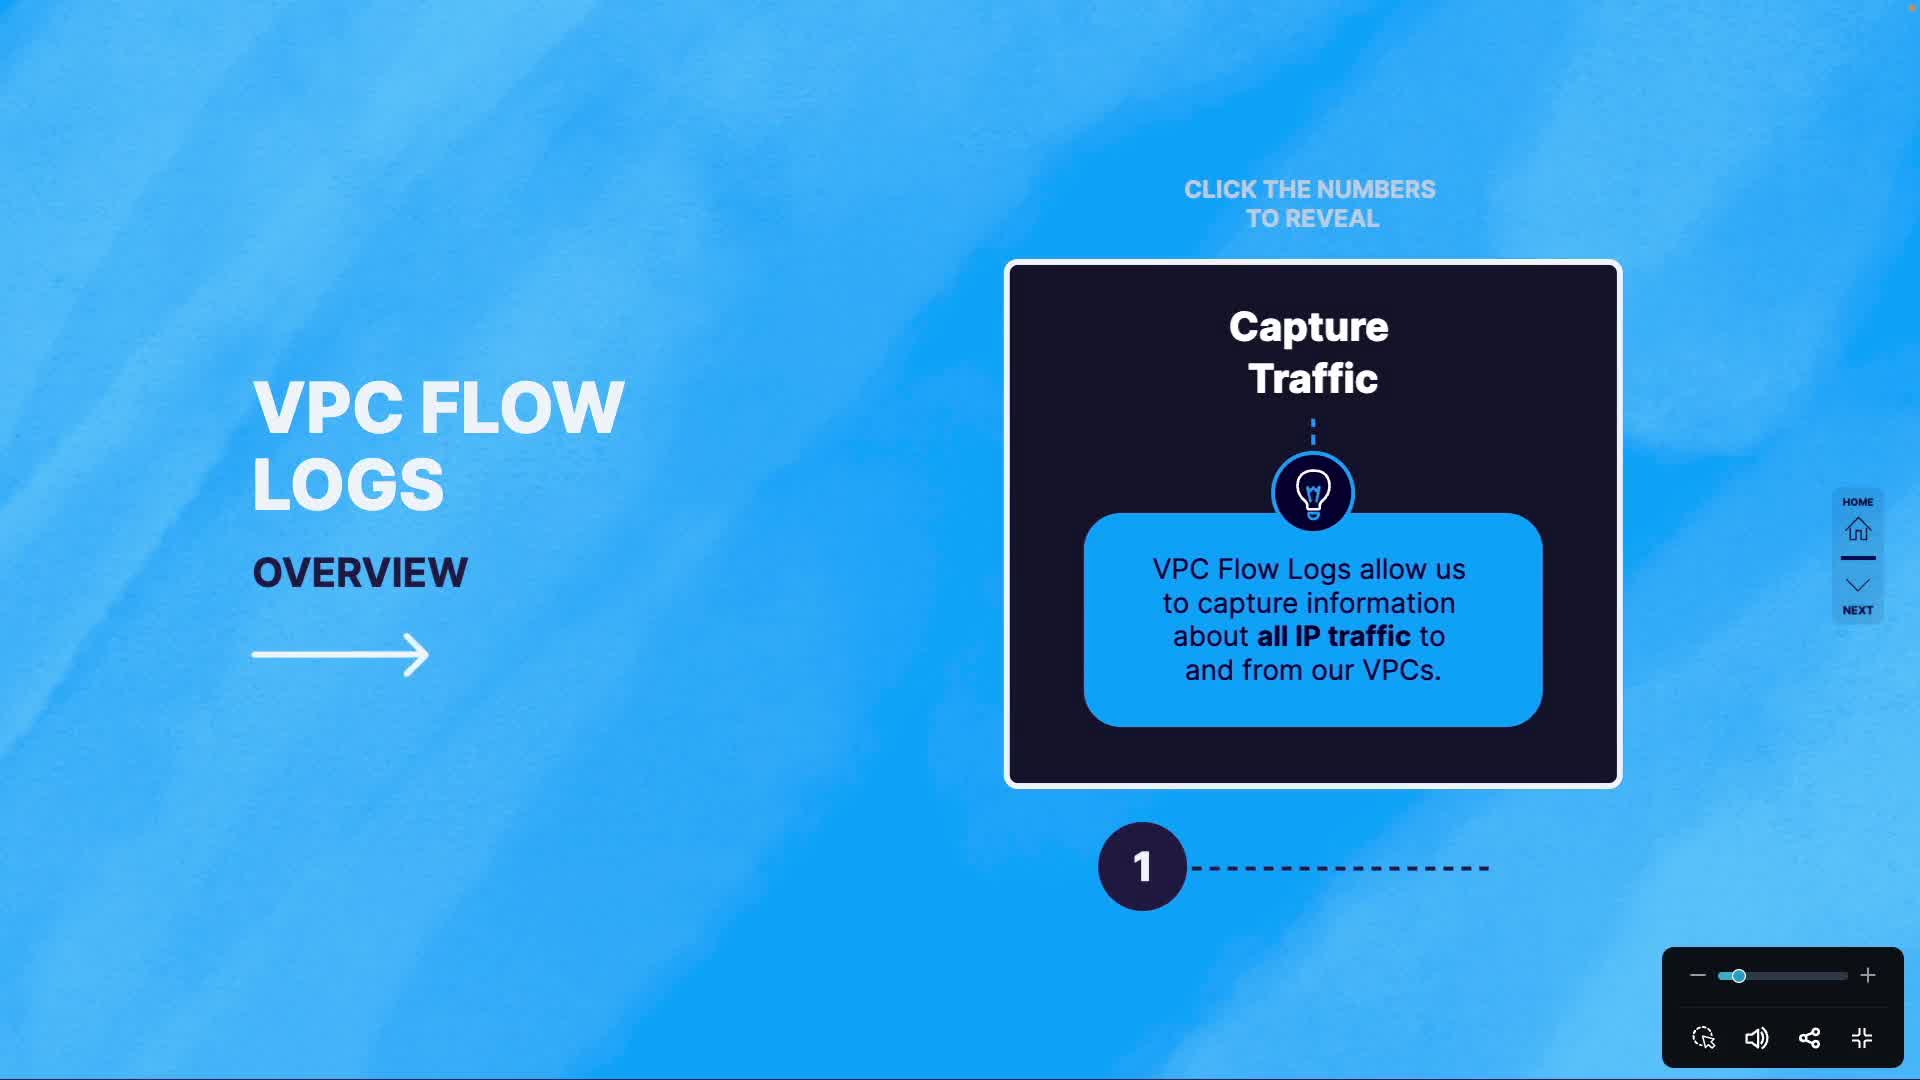 CLICK THE NUMBERS
TO REVEAL
VPC FLOW
LOGS
OVERVIEW
Capture
Traffic
VPC Flow Logs allow us
to capture information
about all IP traffic to
and from our VPCs.
1
HOME
NEXT